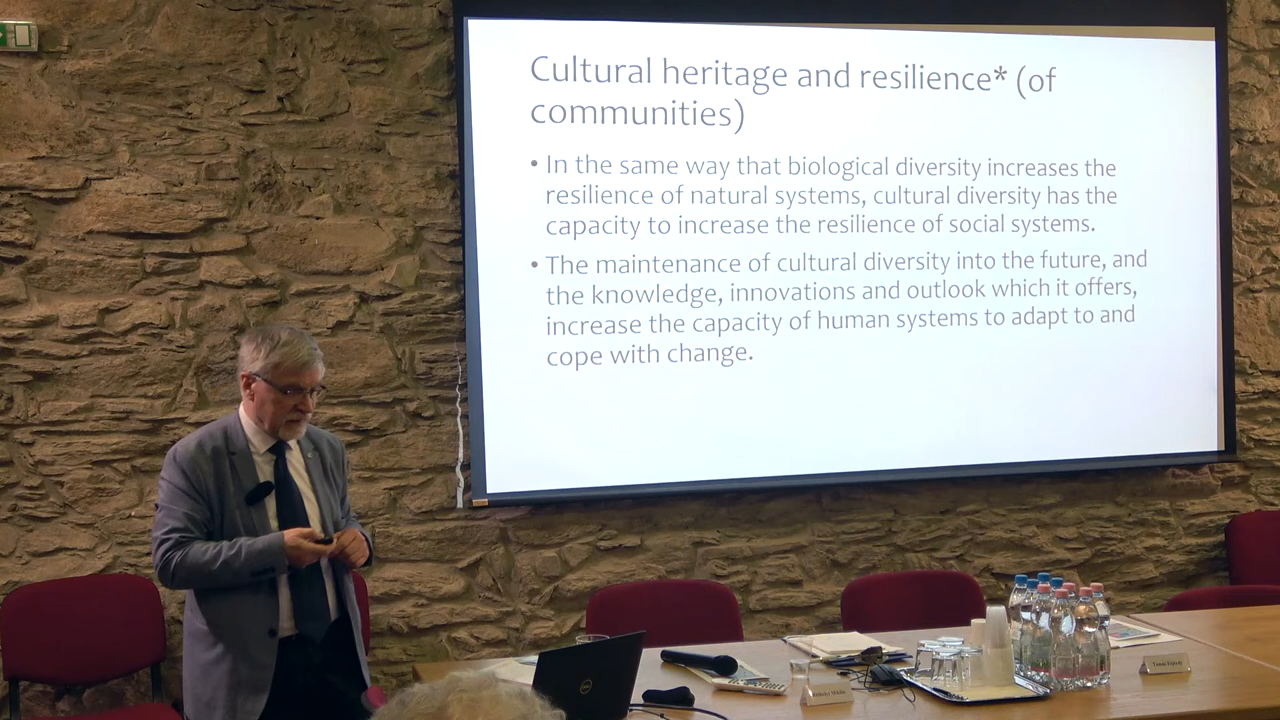 Cultural heritage and resilience* (of
communities)
• In the same way that biological diversity increases the
resilience of natural systems, cultural diversity has the
capacity to increase the resilience of social systems.
• The maintenance of cultural diversity into the future, and
the knowledge, innovations and outlook which it offers,
increase the capacity of human systems to adapt to and
cope with change.
DELL